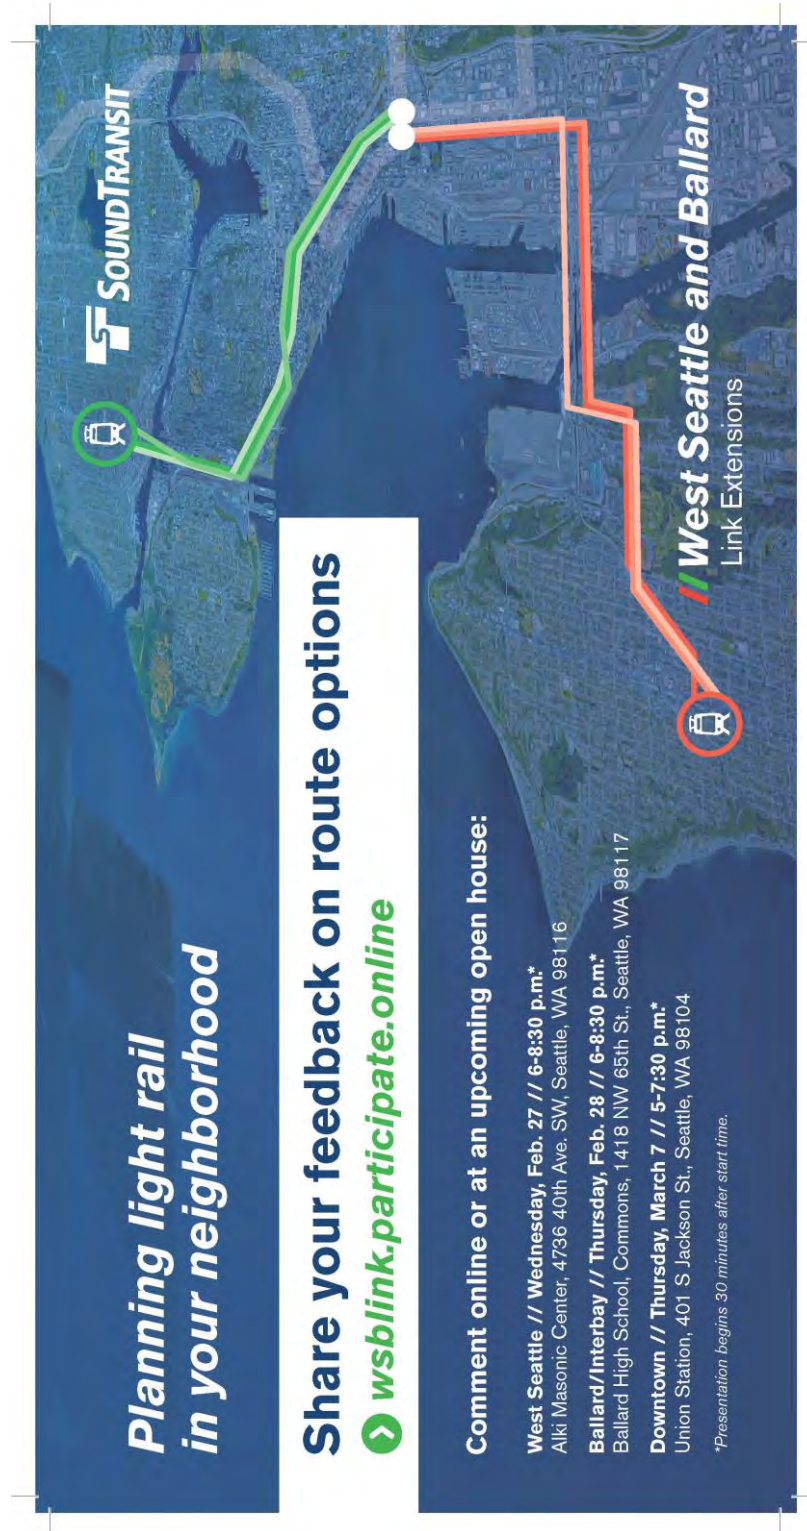 Planning light rail
in your neighborhood
SOUNDTRANSIT
Share your feedback on route options
wsblink.participate.online
Comment online or at an upcoming open house:
West Seattle // Wednesday, Feb. 27 // 6-8:30 p.m.*
Alki Masonic Center, 4736 40th Ave. SW, Seattle, WA 98116
Ballard/Interbay // Thursday, Feb. 28 // 6-8:30 p.m.*
Ballard High School, Commons, 1418 NW 65th St., Seattle, WA 98117
Downtown // Thursday, March 7 // 5-7:30 p.m.*
Union Station, 401 S Jackson St., Seattle, WA 98104
*Presentation begins 30 minutes after start time.
// West Seattle and Ballard
Link Extensions